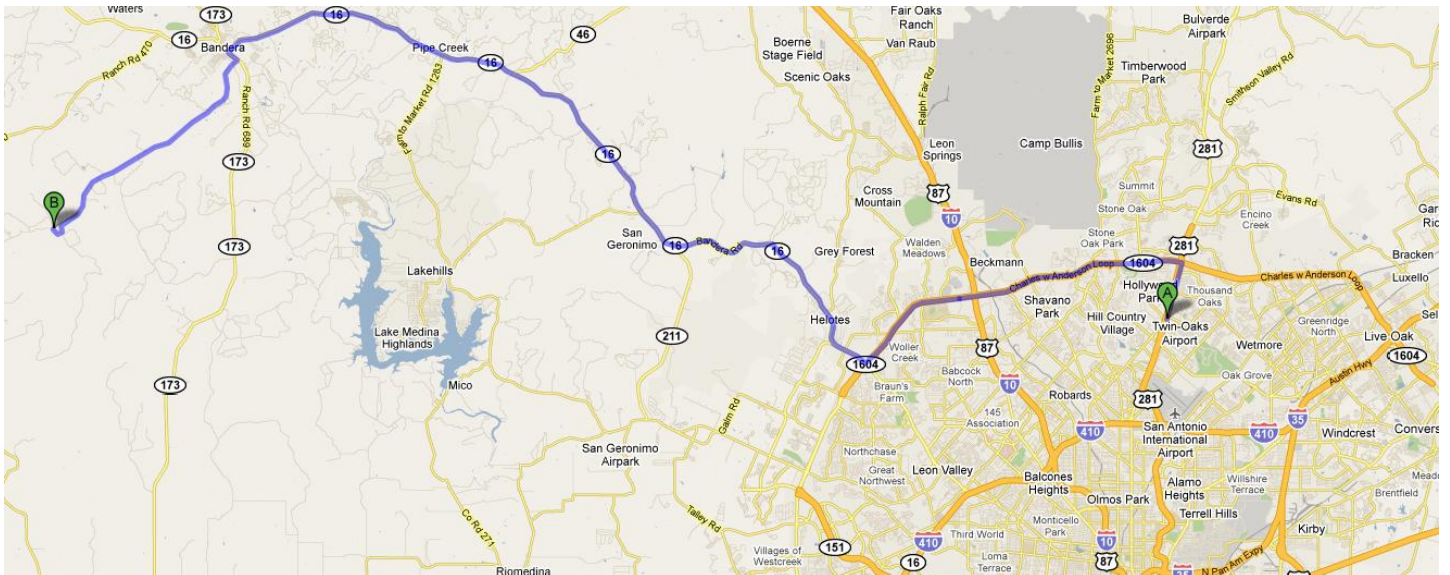 Waters
173
16
Fair Oaks
Ranch
Bulverde
Airpark
16
Bandera
Ranch Rd 470
46
Boerne
Stage Field
Van Raub
Pipe Creek
16
Scenic Oaks
Ralph Fair Rd
Farm to Market 2696
Timberwood
Park
Smithson Valley Rd
Farm to Market Rd 1283
Ranch Rd 689
173
16
Leon
Springs
Camp Bullis
281
87
Cross
Mountain
Summit
Evans Rd
B
10
Stone Oak
Encino
Creek
Stone
Oak Park
173
San
Geronimo
16
Bandera Rd
16
Grey Forest
Walden
Meadows
281
Bracken
Beckmann
1604
Luxello
Lakehills
Charles w Anderson Loop
Charles w Anderson Loop
Hollywood
Park
A
Thousand
Oaks
Shavano
Park
Helotes
Hill Country
Village
Twin-Oaks
Airport
Greenridge
North
Live Oak
Lake Medina
Highlands
211
Woller
Creek
87
Wetmore
1604
1604
173
Mico
Braun's
Farm
Babcock
North
10
Oak Grove
Austin Hwy
Robards
281
Galm Rd
145
Association
35
410
San Antonio
International
Airport
410
Windcrest
Convers
San Geronimo
Airpark
Northchase
Great
Northwest
Leon Valley
Balcones
Heights
Alamo
Heights
Willshire
Terrace
Olmos Park
Brentfield
Co Rd 271
Talley Rd
Terrell Hills
Monticello
Park
Kirby
410
Third World
10
151
16
Loma
Terrace
87
Villages of
Westcreek
N Pan Am Expy
35
Riomedina